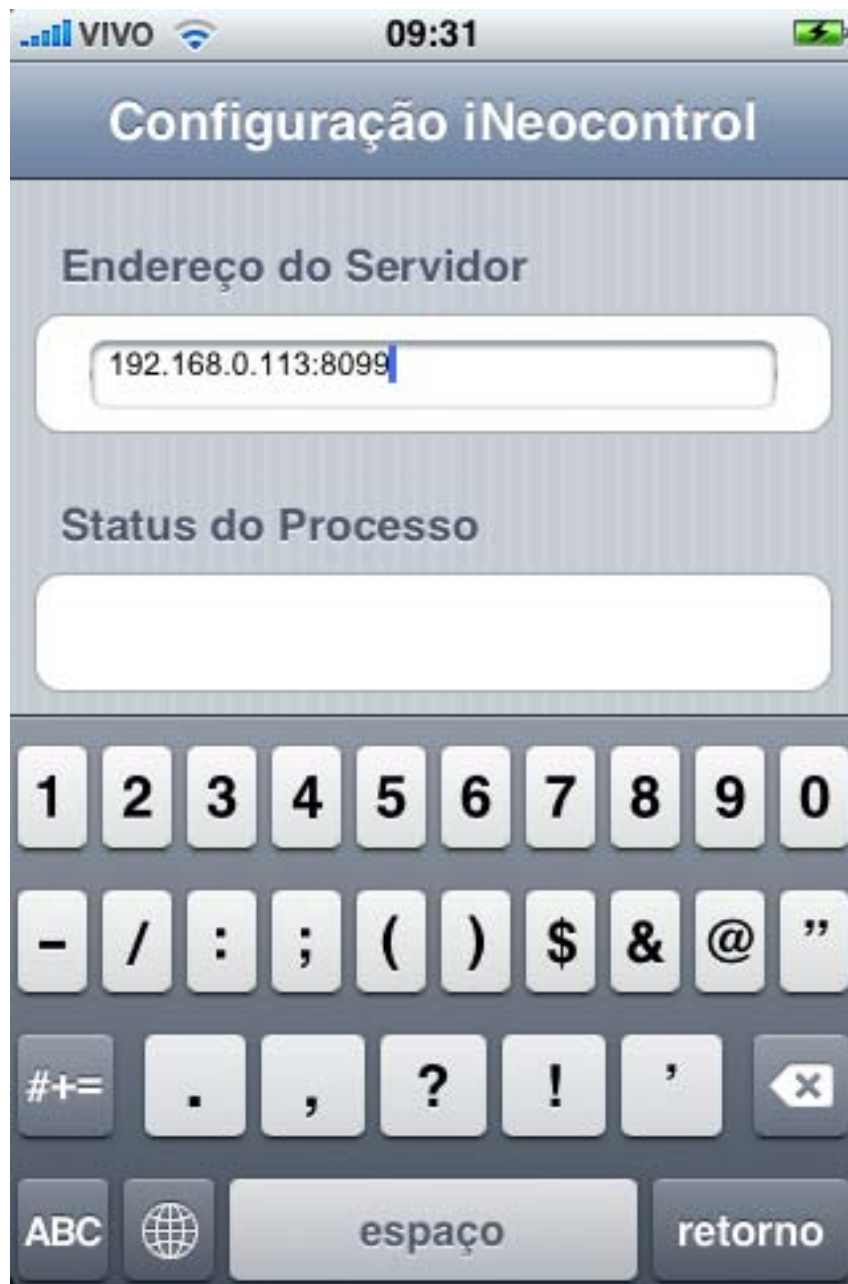 VIVO 09:31
Configuração iNeocontrol
Endereço do Servidor
192.168.0.113:8099
Status do Processo
1 2 3 4 5 6 7 8 9 0
- / : ; ( ) $ & @ ”
#+= . , ? ! ’
ABC espaço retorno